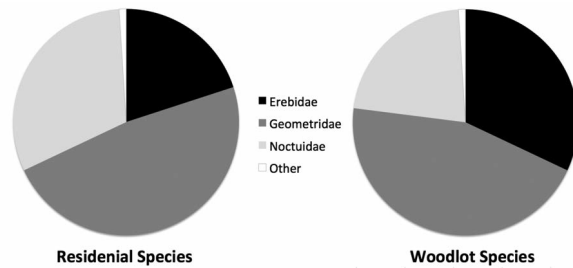 Erebidae
Geometridae
Noctuidae
Other
Residenial Species
Woodlot Species